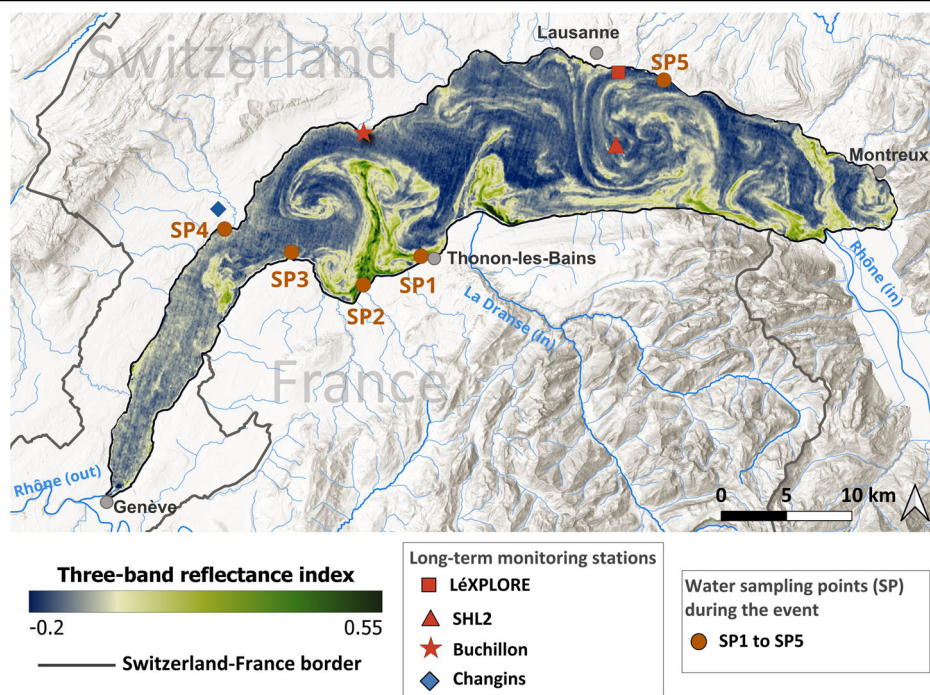 Switzerland
Lausanne
SP5
Montreux
SP4
SP3
SP2
SP1
Thonon-les-Bains
La Dranse (in)
Rhône (in)
France
Rhône (out)
Genève
0 5 10 km
Three-band reflectance index
-0.2 0.55
Switzerland-France border
Long-term monitoring stations
LéXPLORE
SHL2
Buchillon
Changins
Water sampling points (SP)
during the event
SP1 to SP5